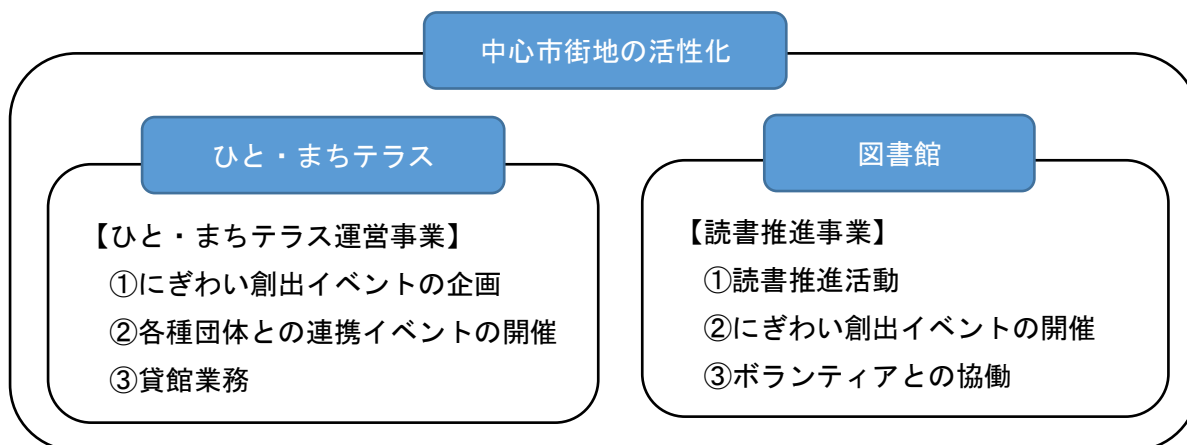 中心市街地の活性化
ひと・まちテラス
【ひと・まちテラス運営事業】
①にぎわい創出イベントの企画
②各種団体との連携イベントの開催
③貸館業務
図書館
【読書推進事業】
①読書推進活動
②にぎわい創出イベントの開催
③ボランティアとの協働